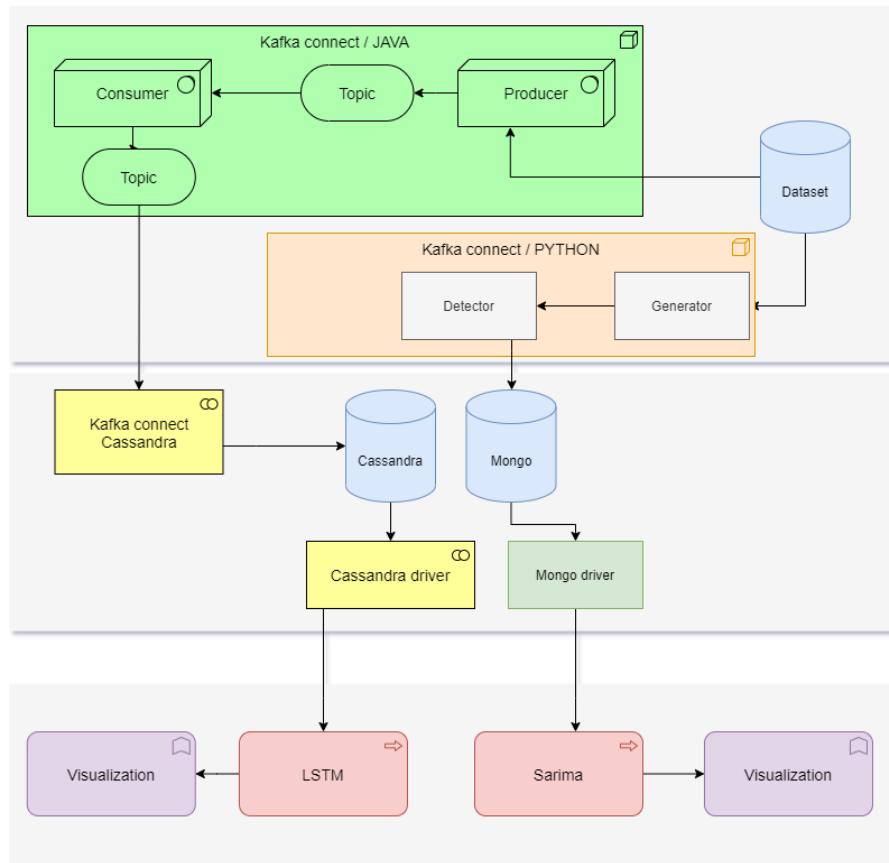 Kafka connect / JAVA
Consumer
Topic
Producer
Topic
Dataset
Kafka connect / PYTHON
Detector
Generator
Kafka connect
Cassandra
Cassandra
Mongo
Cassandra driver
Mongo driver
Visualization
LSTM
Sarima
Visualization